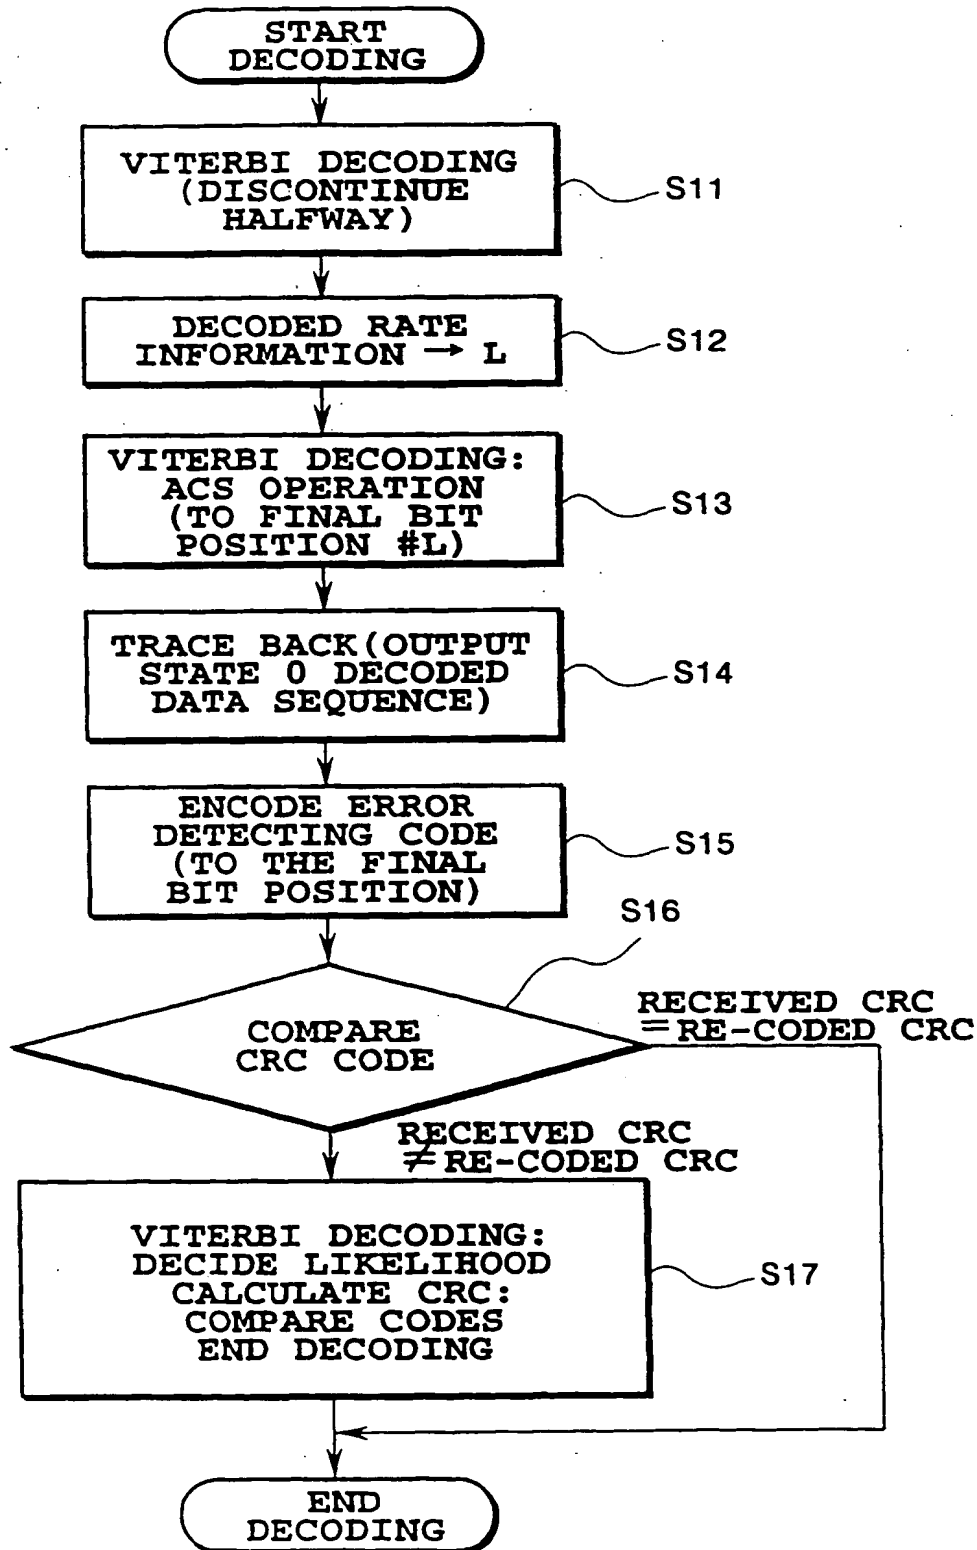 START
DECODING
VITERBI DECODING
(DISCONTINUE
HALFWAY)
S11
DECODED RATE
INFORMATION → L
S12
VITERBI DECODING:
ACS OPERATION
(TO FINAL BIT
POSITION #L)
S13
TRACE BACK(OUTPUT
STATE 0 DECODED
DATA SEQUENCE)
S14
ENCODE ERROR
DETECTING CODE
(TO THE FINAL
BIT POSITION)
S15
S16
COMPARE
CRC CODE
RECEIVED CRC
=RE-CODED CRC
RECEIVED CRC
≠RE-CODED CRC
VITERBI DECODING:
DECIDE LIKELIHOOD
CALCULATE CRC:
COMPARE CODES
END DECODING
S17
END
DECODING